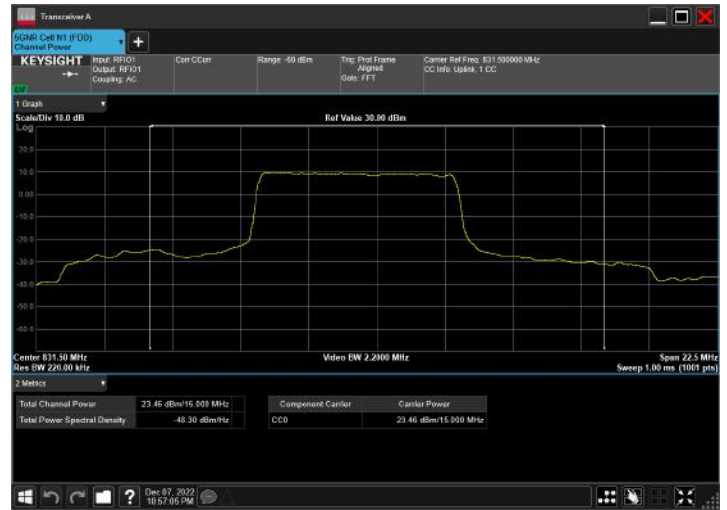 Transceiver A
5GNR Cell N1 (FDD)
Channel Power
KEYSIGHT
Input: RFIO1
Output: RFIO1
Coupling: AC
Corr CCorr
Range: -60 dBm
Trig: Prot Frame
Aligned
Gate: FFT
Carrier Ref Freq: 831.500000 MHz
CC Info: Uplink, 1 CC
1 Graph
Scale/Div 10.0 dB
Ref Value 30.00 dBm
Log
20.0
10.0
0.00
-10.0
-20.0
-30.0
-40.0
-50.0
-60.0
Center 831.50 MHz
Video BW 2.2000 MHz
Span 22.5 MHz
Res BW 220.00 kHz
Sweep 1.00 ms (1001 pts)
2 Metrics
Total Channel Power 23.46 dBm/15.000 MHz
Total Power Spectral Density -48.30 dBm/Hz
Component Carrier Carrier Power
CC0 23.46 dBm/15.000 MHz
Dec 07, 2022
10:57:05 PM